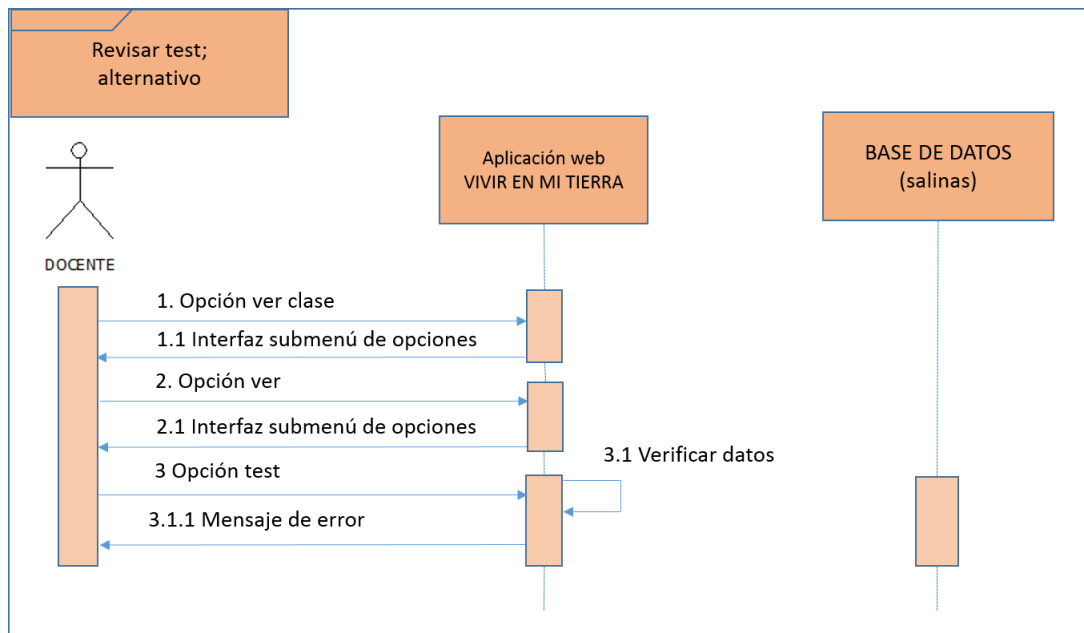 Revisar test;
alternativo
Aplicación web
VIVIR EN MI TIERRA
BASE DE DATOS
(salinas)
DOCENTE
1. Opción ver clase
1.1 Interfaz submenú de opciones
2. Opción ver
2.1 Interfaz submenú de opciones
3.1 Verificar datos
3 Opción test
3.1.1 Mensaje de error